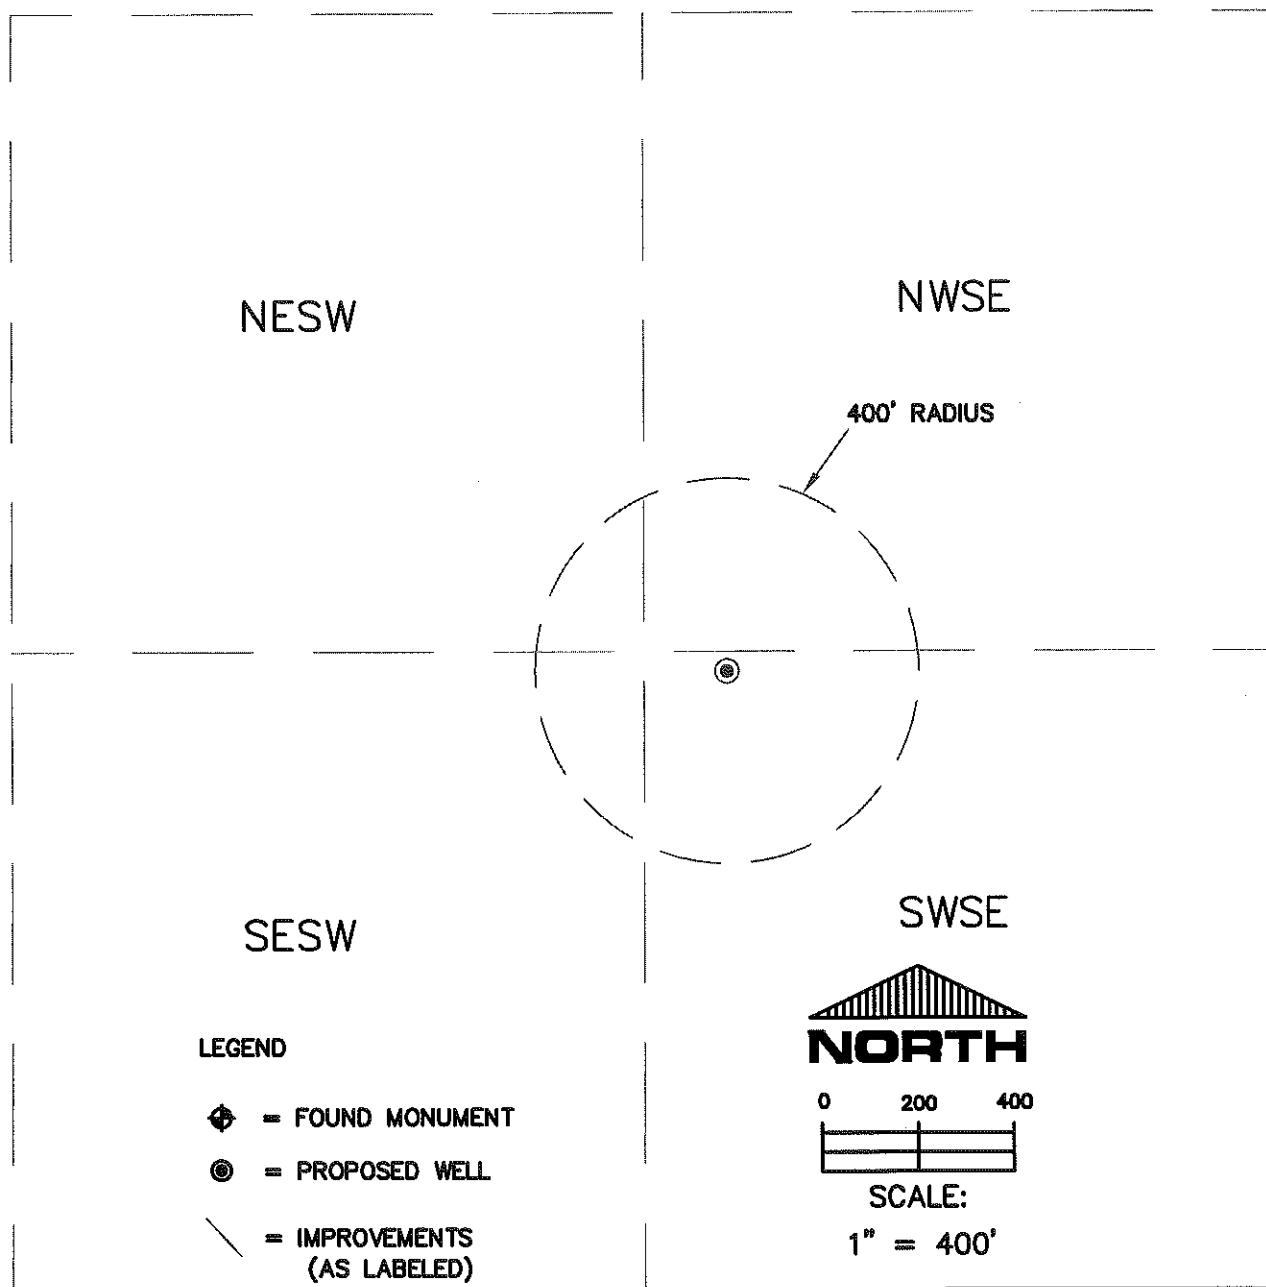 NESW
NWSE
400' RADIUS
SESW
SWSE
NORTH
LEGEND
= FOUND MONUMENT
= PROPOSED WELL
= IMPROVEMENTS
(AS LABELED)
0 200 400
SCALE:
1" = 400'